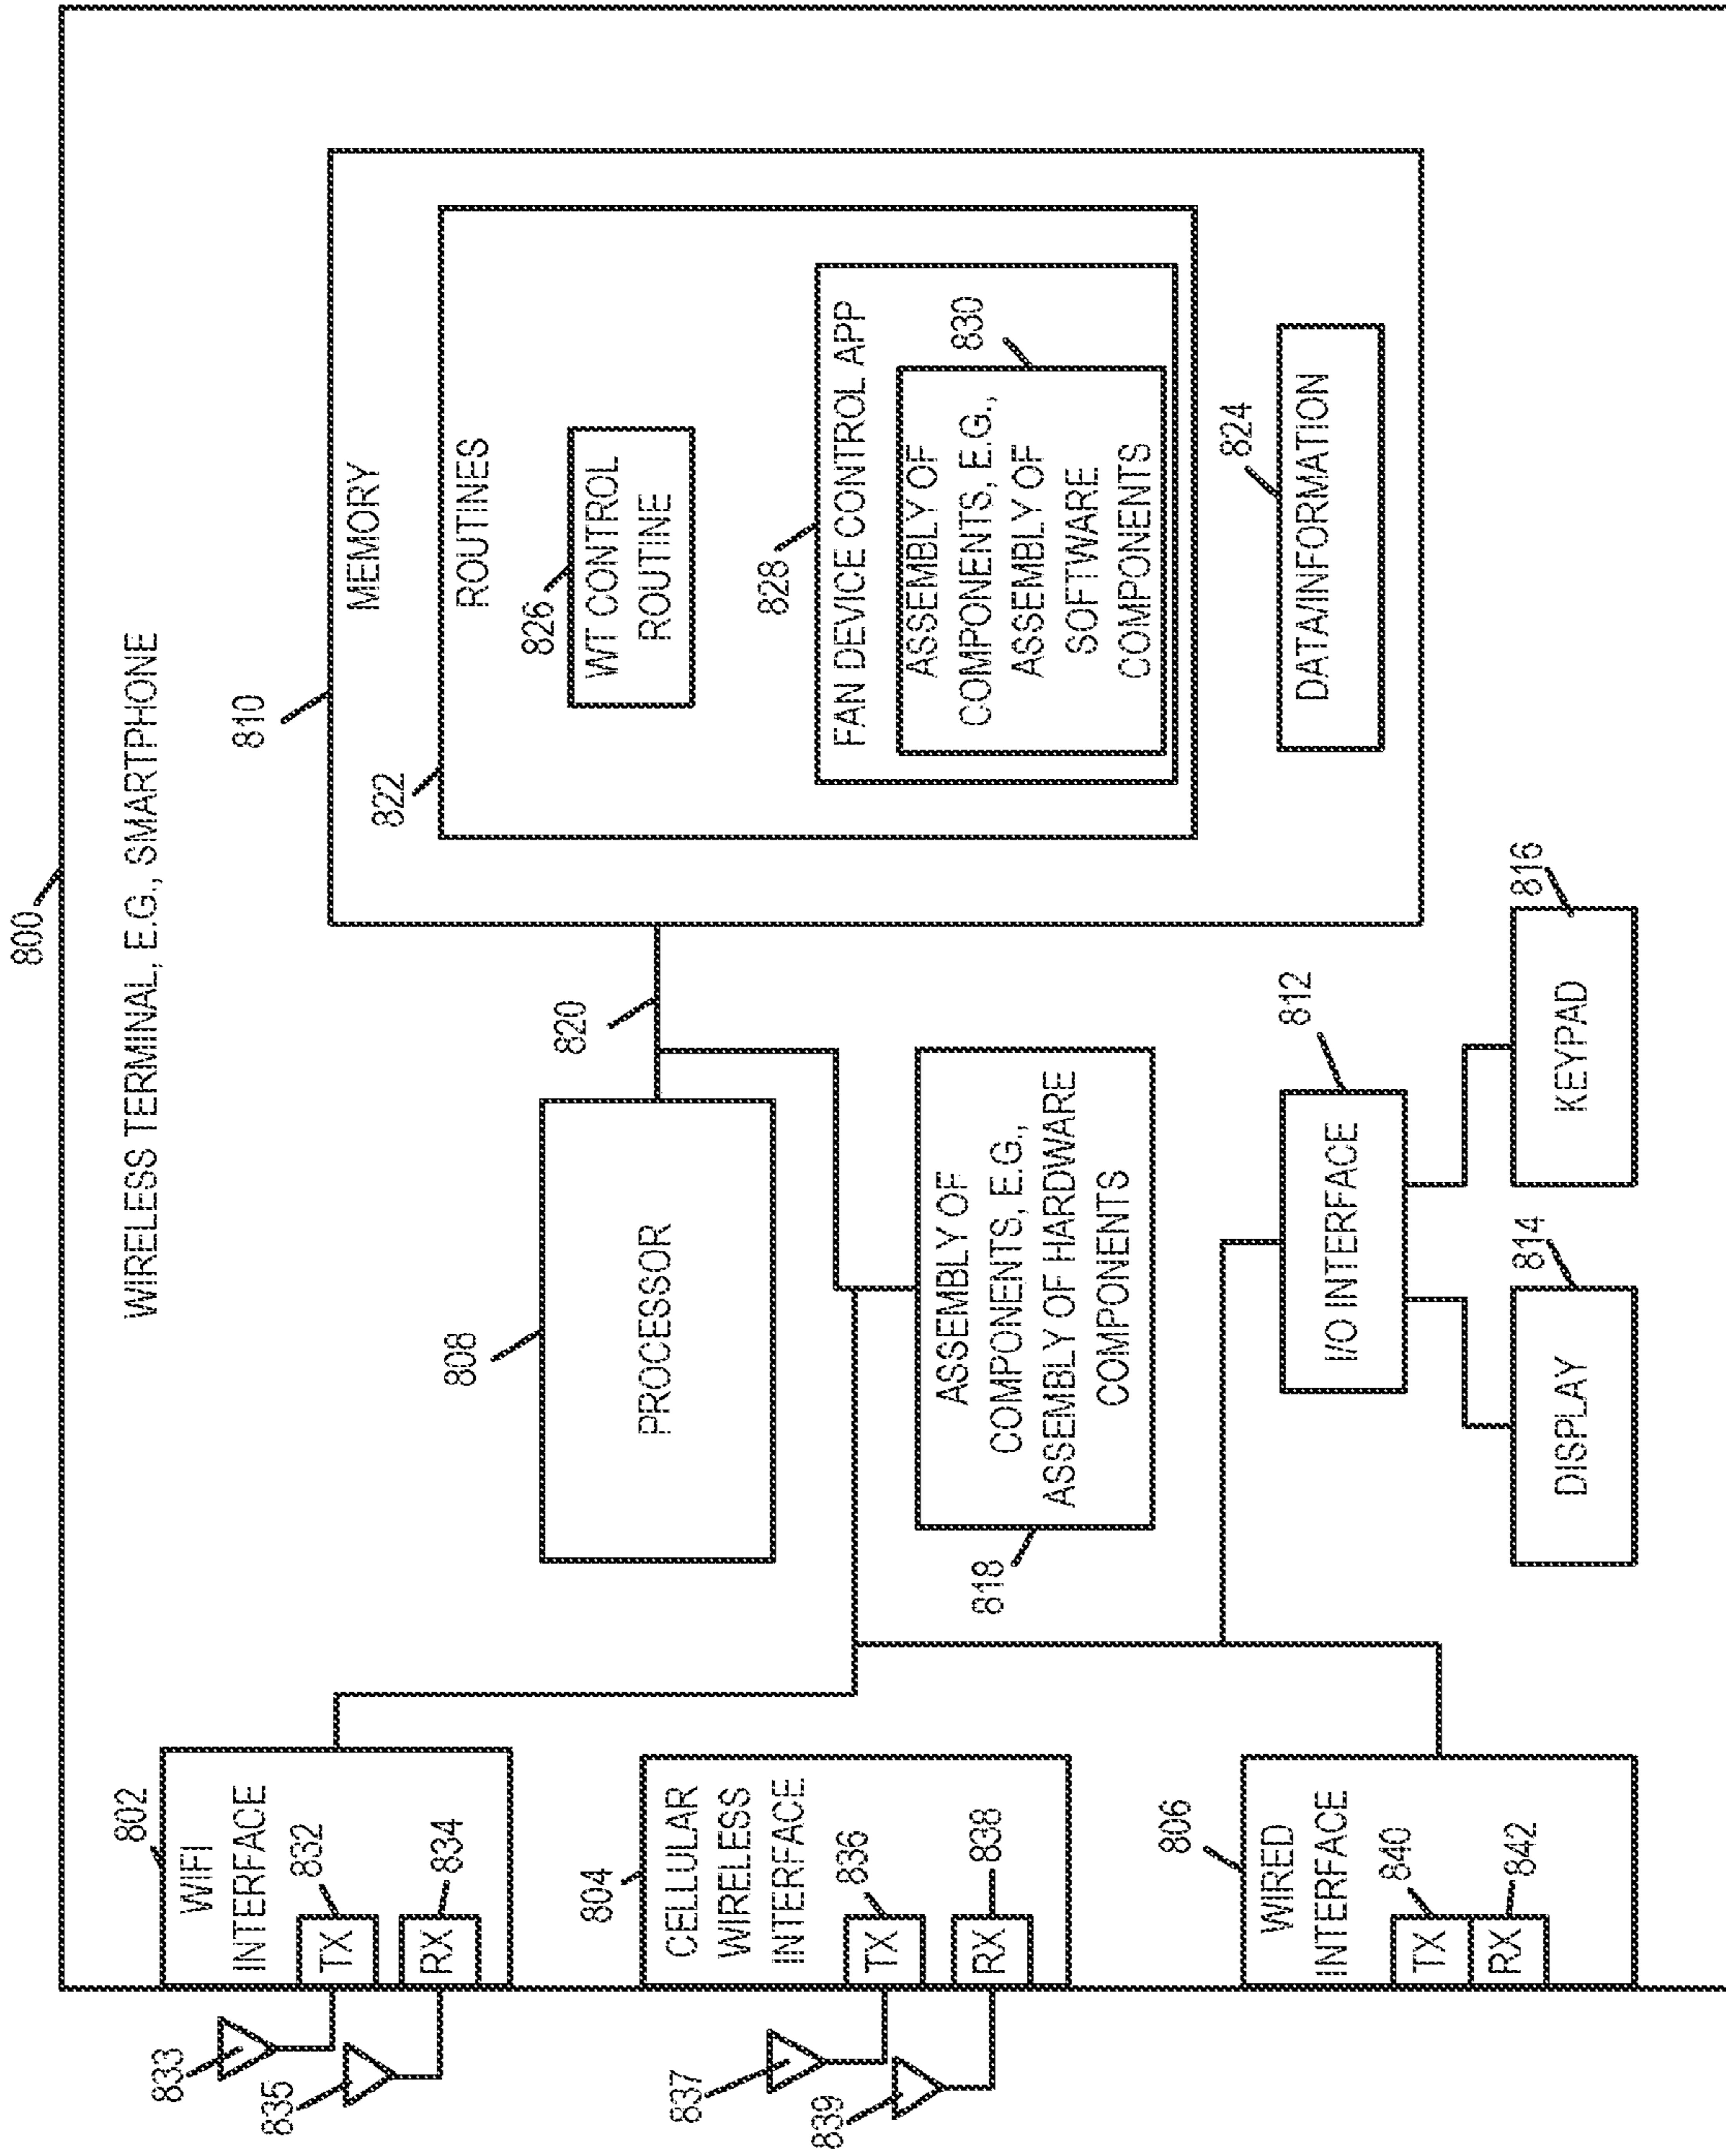 800
WIRELESS TERMINAL, E.G., SMARTPHONE
802
WIFI
INTERFACE
TX
832
RX
834
833
835
804
CELLULAR
WIRELESS
INTERFACE
TX
836
RX
838
837
839
806
WIRED
INTERFACE
TX
840
RX
842
808
PROCESSOR
820
818
ASSEMBLY OF
COMPONENTS, E.G.,
ASSEMBLY OF HARDWARE
COMPONENTS
812
I/O INTERFACE
814
DISPLAY
816
KEYPAD
810
MEMORY
822
ROUTINES
826
WT CONTROL
ROUTINE
828
FAN DEVICE CONTROL APP
830
ASSEMBLY OF
COMPONENTS, E.G.,
ASSEMBLY OF
SOFTWARE
COMPONENTS
824
DATA/INFORMATION